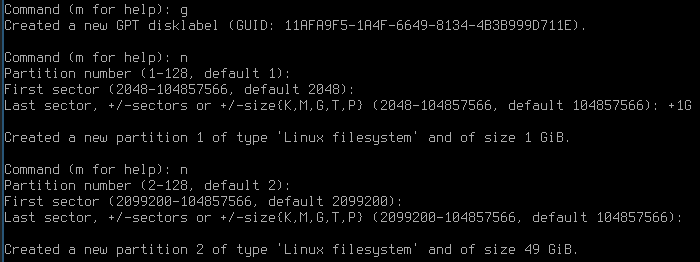 Command (m for help): g
Created a new GPT disklabel (GUID: 11AFA9F5-1A4F-6649-8134-4B3B999D711E).
Command (m for help): n
Partition number (1-128, default 1):
First sector (2048-104857566, default 2048):
Last sector, +/-sectors or +/-size{K,M,G,T,P} (2048-104857566, default 104857566): +1G
Created a new partition 1 of type 'Linux filesystem' and of size 1 GiB.
Command (m for help): n
Partition number (2-128, default 2):
First sector (2099200-104857566, default 2099200):
Last sector, +/-sectors or +/-size{K,M,G,T,P} (2099200-104857566, default 104857566):
Created a new partition 2 of type 'Linux filesystem' and of size 49 GiB.